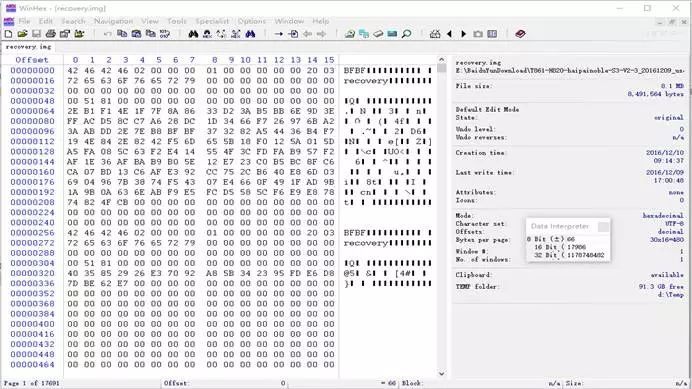 WinHex - [recovery.img]
File Edit Search Navigation View Tools Specialist Options Window Help
recovery.img
Offset 0 1 2 3 4 5 6 7 8 9 10 11 12 13 14 15
00000000 42 46 42 46 02 00 00 00 01 00 00 00 00 00 20 03 BFBF
00000016 72 65 63 6F 76 65 72 79 00 00 00 00 00 00 00 00 recovery
00000032 00 00 00 00 00 00 00 00 00 00 00 00 00 00 00 00
00000048 00 00 51 81 00 00 00 00 00 00 00 00 00 00 00 00
00000064 2E B1 F1 4E 1F 7F 8A 86 33 D2 3A B5 BB 6E 9D 3E
00000080 FF AC D5 8C C7 A6 28 DC 1D 34 66 F7 26 97 6B A2
00000096 3A AB DD 2E 7E B8 BF BF 37 32 82 A5 44 36 B4 F7
00000112 19 4E 84 2E 82 42 F5 6D 65 5B 18 F0 12 5A 01 5D
00000128 A5 FA 08 5C 63 F7 E2 14 55 4F 3C FD FA B9 57 F2
00000144 AF 1E 36 AF BA B9 B0 5E 12 E7 23 C0 B5 BC 8F C6
00000160 CA 07 BD 13 C6 AF E3 92 CC 75 2C B6 40 E8 6D 03
00000176 69 04 96 7B 38 74 F5 43 07 E4 66 0F 49 1F AD 9B
00000192 1A 9B 0A 63 6E AB F9 E5 FC D5 58 5C F6 E9 E8 78
00000208 74 82 4F CB 00 00 00 00 00 00 00 00 00 00 00 00
00000224 00 00 00 00 00 00 00 00 00 00 00 00 00 00 00 00
00000240 00 00 00 00 00 00 00 00 00 00 00 00 00 00 00 00
00000256 42 46 42 46 02 00 00 00 01 00 00 00 00 00 20 03 BFBF
00000272 72 65 63 6F 76 65 72 79 00 00 00 00 00 00 00 00 recovery
00000288 00 00 00 00 00 00 00 00 00 00 00 00 00 00 00 00
00000304 00 00 51 81 00 00 00 00 00 00 00 00 00 00 00 00
00000320 40 35 85 29 26 E3 70 92 A8 5B 34 23 95 FD E6 D8
00000336 7D BE 62 E7 00 00 00 00 00 00 00 00 00 00 00 00
00000352 00 00 00 00 00 00 00 00 00 00 00 00 00 00 00 00
00000368 00 00 00 00 00 00 00 00 00 00 00 00 00 00 00 00
00000384 00 00 00 00 00 00 00 00 00 00 00 00 00 00 00 00
00000400 00 00 00 00 00 00 00 00 00 00 00 00 00 00 00 00
00000416 00 00 00 00 00 00 00 00 00 00 00 00 00 00 00 00
00000432 00 00 00 00 00 00 00 00 00 00 00 00 00 00 00 00
00000448 00 00 00 00 00 00 00 00 00 00 00 00 00 00 00 00
00000464 00 00 00 00 00 00 00 00 00 00 00 00 00 00 00 00
recovery.img
File size: 8.1 MB
8,491,564 bytes
Default Edit Mode
State: original
Undo level: 0
Undo reverses: n/a
Creation time: 2016/12/10
09:14:37
Last write time: 2016/12/09
17:00:48
Attributes: none
Icons: 0
Mode: hexadecimal
Character set: UTF-8
Offsets: decimal
Bytes per page: 30x16=480
Window #: 1
No. of windows: 1
Clipboard: available
TEMP folder: 91.3 GB free
d:\Temp
Data Interpreter
8 Bit (±) 66
16 Bit ( 17986
32 Bit ( 1178748482
Page 1 of 17691 Offset: 0 = 66 Block: n/a Size: n/a